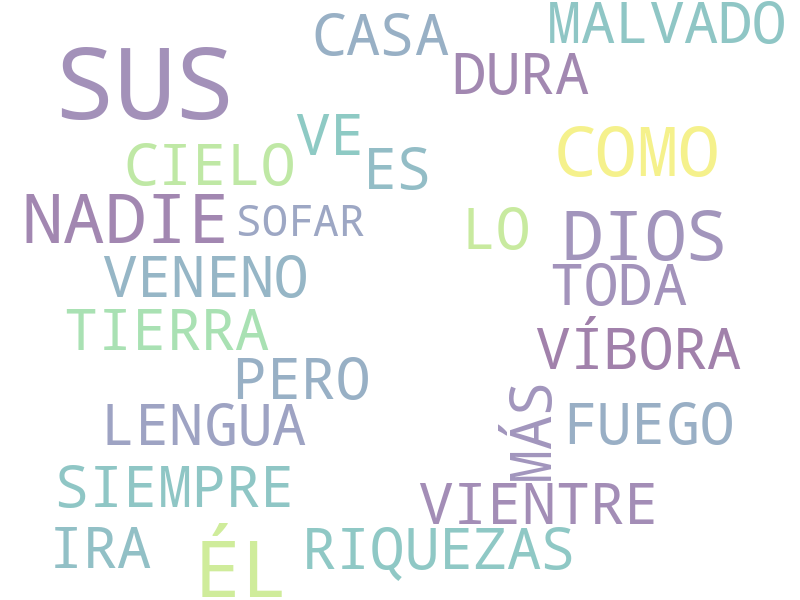 MALVADO
CASA
SUS
DURA
VE
COMO
CIELO
ES
NADIE
SOFAR
LO
DIOS
VENENO
TODA
TIERRA
VÍBORA
PERO
MÁS
LENGUA
FUEGO
SIEMPRE
VIENTRE
IRA
ÉL
RIQUEZAS